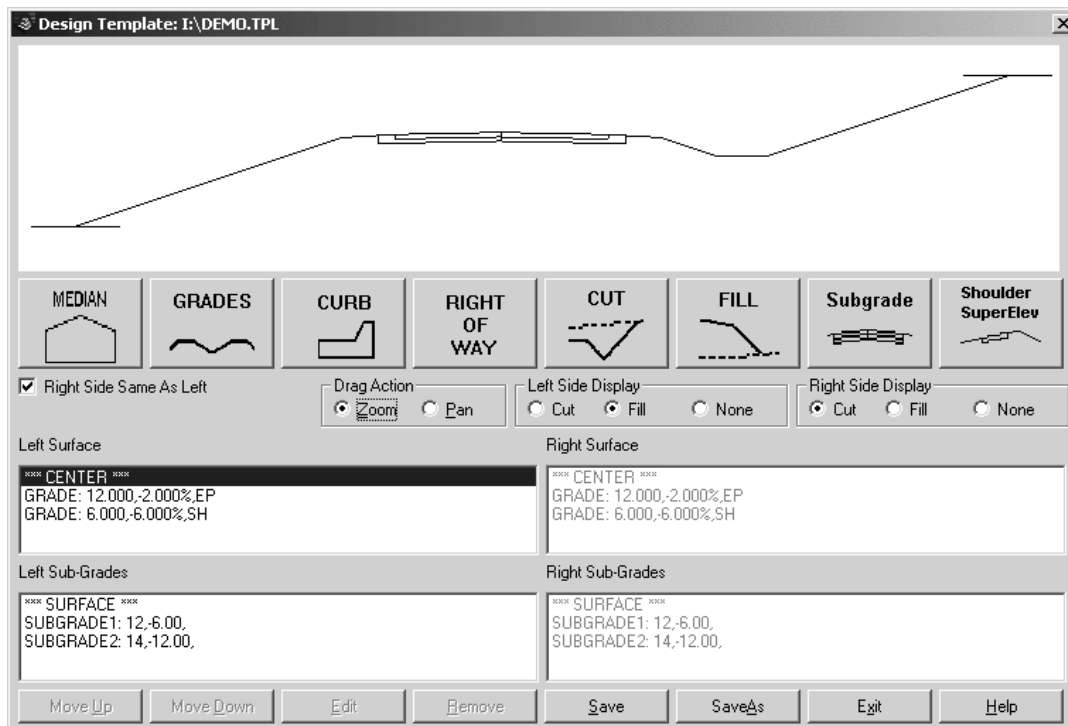 Design Template: I:\DEMO.TPL
MEDIAN
GRADES
CURB
RIGHT
OF
WAY
CUT
FILL
Subgrade
Shoulder
SuperElev
Right Side Same As Left
Drag Action
Zoom
Pan
Left Side Display
Cut
Fill
None
Right Side Display
Cut
Fill
None
Left Surface
*** CENTER ***
GRADE: 12.000,-2.000%,EP
GRADE: 6.000,-6.000%,SH
Right Surface
*** CENTER ***
GRADE: 12.000,-2.000%,EP
GRADE: 6.000,-6.000%,SH
Left Sub-Grades
*** SURFACE ***
SUBGRADE1: 12,-6.00,
SUBGRADE2: 14,-12.00,
Right Sub-Grades
*** SURFACE ***
SUBGRADE1: 12,-6.00,
SUBGRADE2: 14,-12.00,
Move Up
Move Down
Edit
Remove
Save
SaveAs
Exit
Help